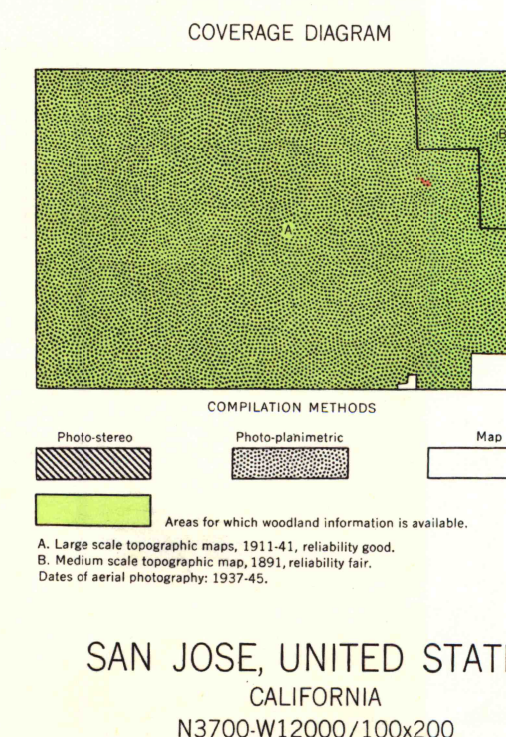 COVERAGE DIAGRAM
B
A
COMPILATION METHODS
Photo-stereo Photo-planimetric Map
Areas for which woodland information is available.
A. Large scale topographic maps, 1911-41, reliability good.
B. Medium scale topographic map, 1891, reliability fair.
Dates of aerial photography: 1937-45.
SAN JOSE, UNITED STAT
CALIFORNIA
N3700-W12000/100x200